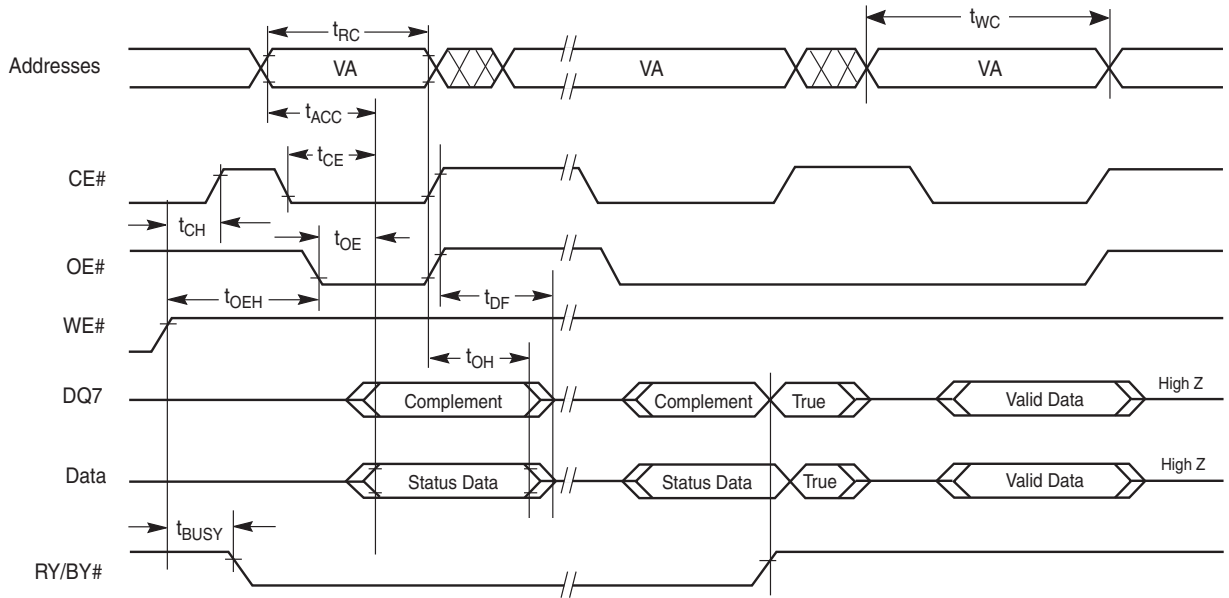 tRC
tWC
Addresses
VA
VA
VA
tACC
tCE
CE#
tCH
tOE
OE#
tOEH
tDF
WE#
tOH
DQ7
Complement
Complement
True
Valid Data
High Z
Data
Status Data
Status Data
True
Valid Data
High Z
tBUSY
RY/BY#